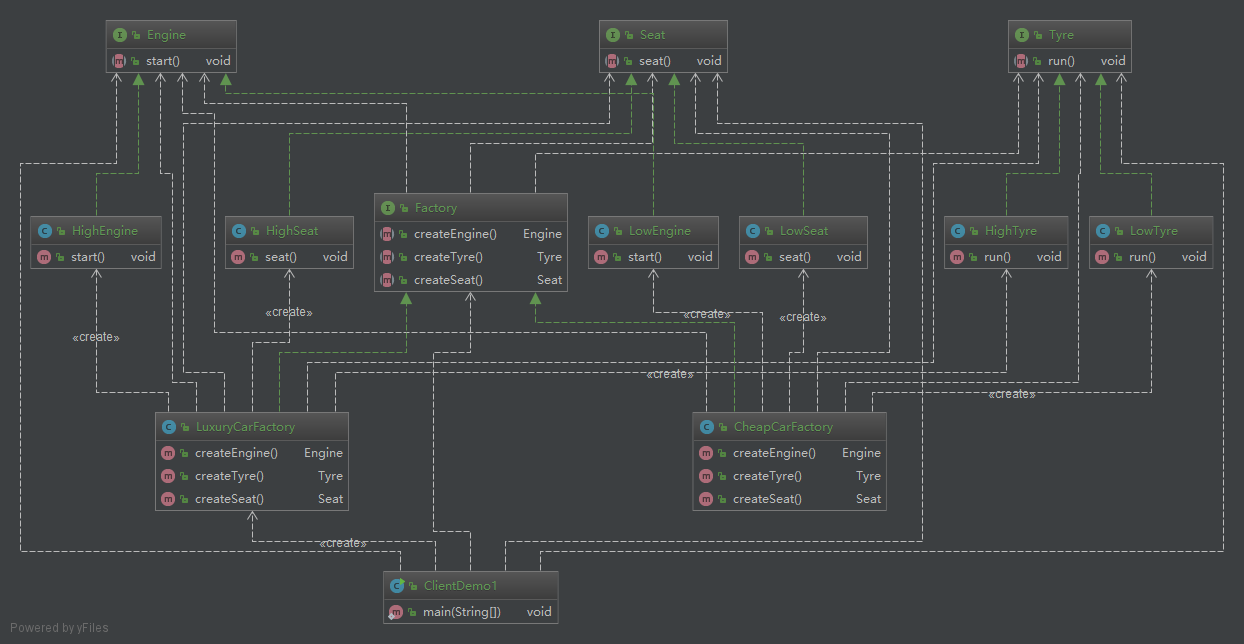 Engine
start() void
Seat
seat() void
Tyre
run() void
HighEngine
start() void
HighSeat
seat() void
Factory
createEngine() Engine
createTyre() Tyre
createSeat() Seat
LowEngine
start() void
LowSeat
seat() void
HighTyre
run() void
LowTyre
run() void
«create»
«create»
«create»
«create»
«create»
«create»
LuxuryCarFactory
createEngine() Engine
createTyre() Tyre
createSeat() Seat
CheapCarFactory
createEngine() Engine
createTyre() Tyre
createSeat() Seat
«create»
ClientDemo1
main(String[]) void
Powered by yFiles